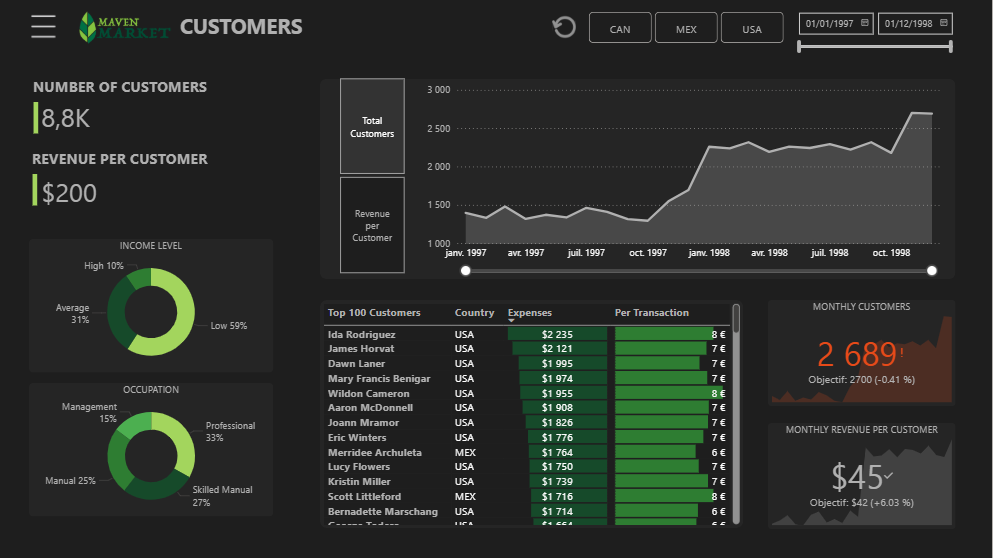 MAVEN
MARKET
CUSTOMERS
CAN
MEX
USA
01/01/1997
01/12/1998
NUMBER OF CUSTOMERS
8,8K
REVENUE PER CUSTOMER
$200
Total
Customers
Revenue
per
Customer
3 000
2 500
2 000
1 500
1 000
janv. 1997
avr. 1997
juil. 1997
oct. 1997
janv. 1998
avr. 1998
juil. 1998
oct. 1998
INCOME LEVEL
High 10%
Average
31%
Low 59%
OCCUPATION
Management
15%
Professional
33%
Manual 25%
Skilled Manual
27%
Top 100 Customers Country Expenses Per Transaction
Ida Rodriguez USA $2 235 8 €
James Horvat USA $2 121 7 €
Dawn Laner USA $1 995 7 €
Mary Francis Benigar USA $1 974 7 €
Wildon Cameron USA $1 955 8 €
Aaron McDonnell USA $1 908 7 €
Joann Mramor USA $1 826 7 €
Eric Winters USA $1 776 7 €
Merridee Archuleta MEX $1 764 6 €
Lucy Flowers USA $1 750 7 €
Kristin Miller USA $1 739 7 €
Scott Littleford MEX $1 716 8 €
Bernadette Marschang USA $1 714 6 €
USA $1 664 6 €
MONTHLY CUSTOMERS
2 689!
Objectif: 2700 (-0.41 %)
MONTHLY REVENUE PER CUSTOMER
$45
Objectif: $42 (+6.03 %)